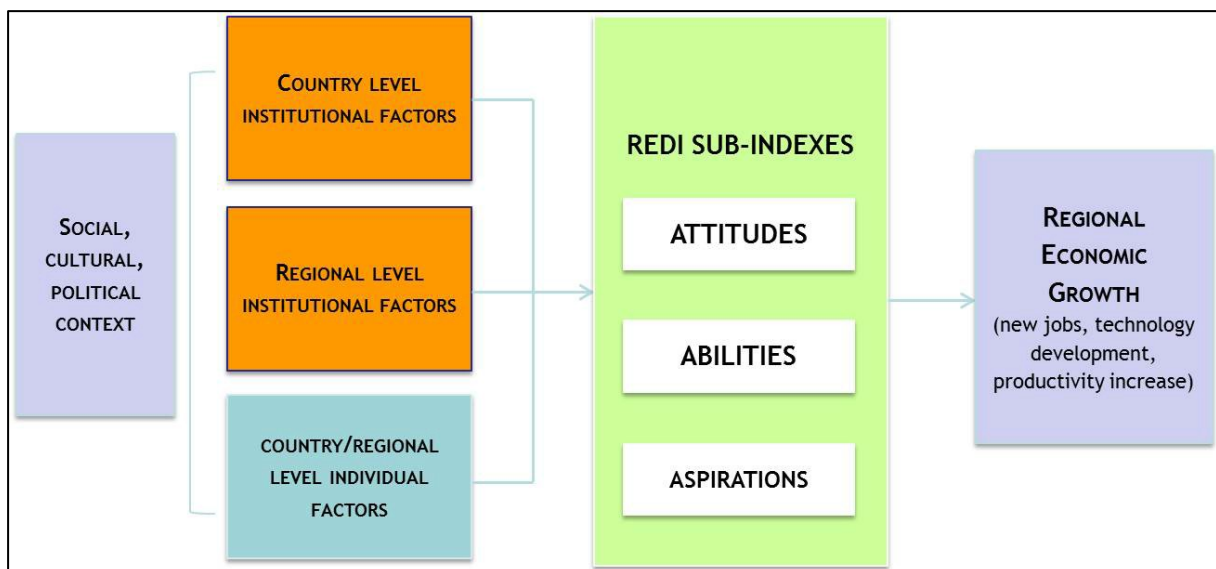 SOCIAL,
CULTURAL,
POLITICAL
CONTEXT
COUNTRY LEVEL
INSTITUTIONAL FACTORS
REGIONAL LEVEL
INSTITUTIONAL FACTORS
COUNTRY/REGIONAL
LEVEL INDIVIDUAL
FACTORS
REDI SUB-INDEXES
ATTITUDES
ABILITIES
ASPIRATIONS
REGIONAL
ECONOMIC
GROWTH
(new jobs, technology
development,
productivity increase)